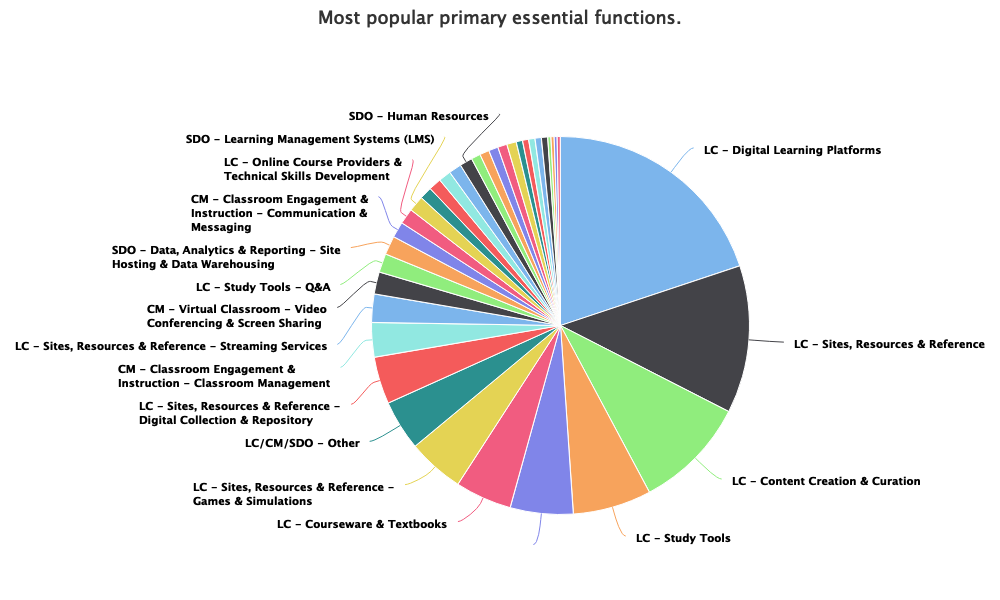 Most popular primary essential functions.
SDO – Human Resources
SDO – Learning Management Systems (LMS)
LC – Online Course Providers &
Technical Skills Development
CM – Classroom Engagement &
Instruction – Communication &
Messaging
SDO – Data, Analytics & Reporting – Site
Hosting & Data Warehousing
LC – Study Tools – Q&A
CM – Virtual Classroom – Video
Conferencing & Screen Sharing
LC – Sites, Resources & Reference – Streaming Services
CM – Classroom Engagement &
Instruction – Classroom Management
LC – Sites, Resources & Reference –
Digital Collection & Repository
LC/CM/SDO – Other
LC – Sites, Resources & Reference –
Games & Simulations
LC – Courseware & Textbooks
LC – Digital Learning Platforms
LC – Sites, Resources & Reference
LC – Content Creation & Curation
LC – Study Tools